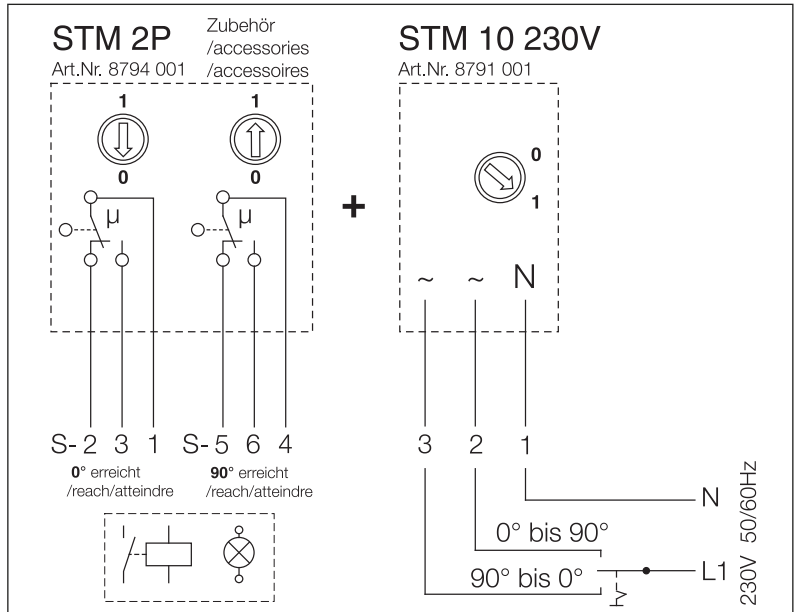 STM 2P
Art.Nr. 8794 001
Zubehör
/accessories
/accessoires
1
0
1
0
µ
µ
S- 2 3 1
S- 5 6 4
0° erreicht
/reach/atteindre
90° erreicht
/reach/atteindre
+
STM 10 230V
Art.Nr. 8791 001
0
1
~ ~ N
3 2 1
N
0° bis 90°
90° bis 0°
L1
230V 50/60Hz